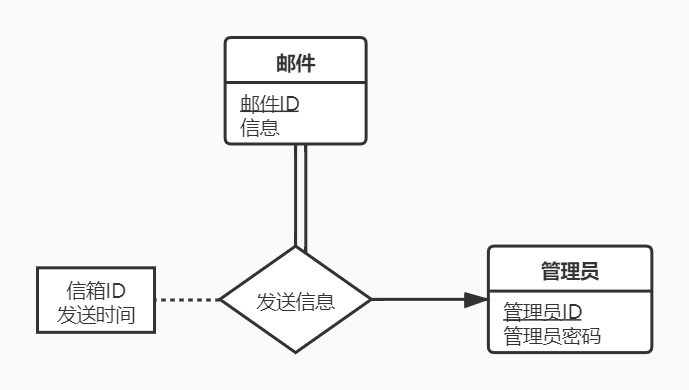 邮件
邮件ID
信息
信箱ID
发送时间
发送信息
管理员
管理员ID
管理员密码